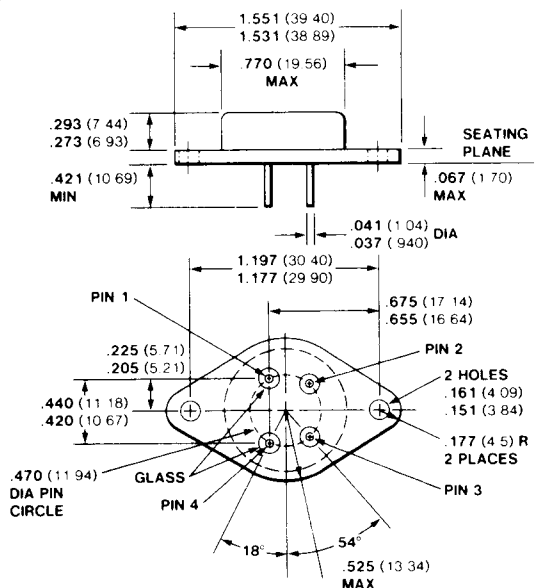 1.551 (39 40)
1.531 (38 89)
.770 (19.56)
MAX
.293 (7 44)
.273 (6 93)
SEATING
PLANE
.421 (10 69)
MIN
.067 (1 70)
MAX
.041 (1 04)
.037 ( 940)
DIA
1.197 (30 40)
1.177 (29 90)
PIN 1
.675 (17 14)
.655 (16 64)
.225 (5.71)
.205 (5.21)
PIN 2
2 HOLES
.161 (4 09)
.151 (3 84)
.440 (11 18)
.420 (10 67)
.177 (4 5) R
2 PLACES
.470 (11 94)
DIA PIN
CIRCLE
GLASS
PIN 4
PIN 3
18°
54°
.525 (13 34)
MAX